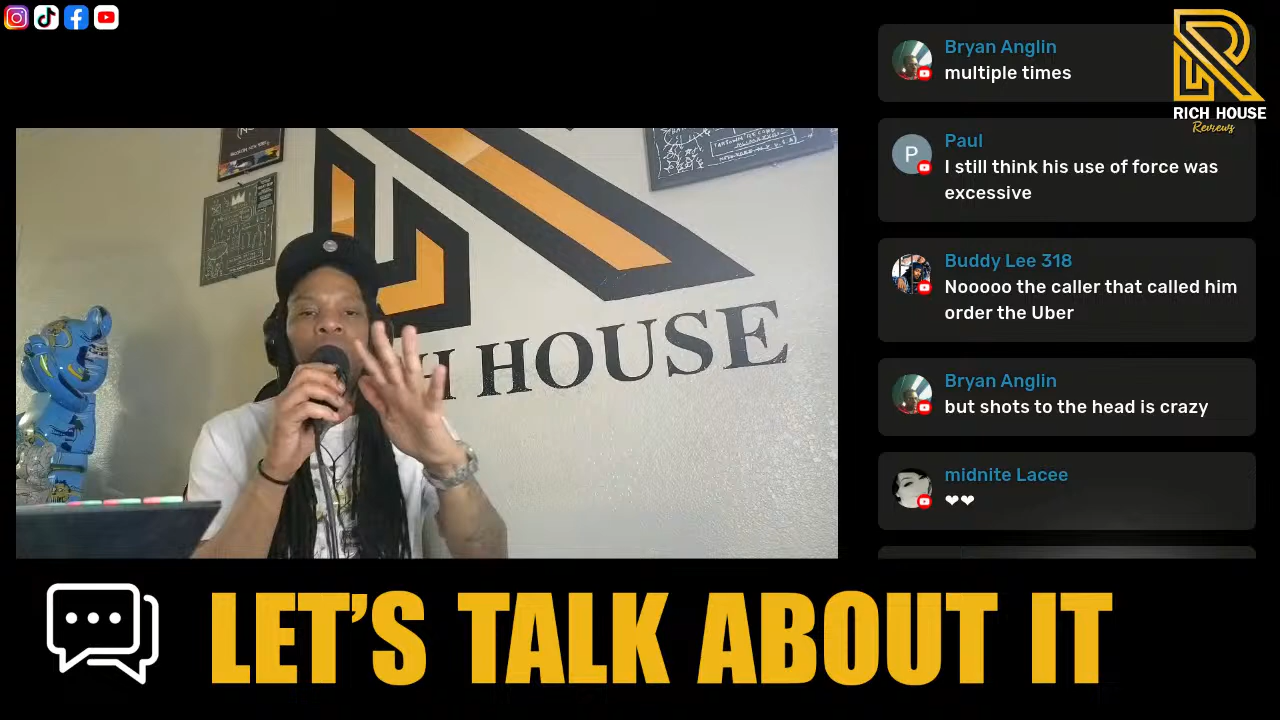 Bryan Anglin
multiple times
RICH HOUSE
Reviews
P
Paul
I still think his use of force was
excessive
Buddy Lee 318
Nooooo the caller that called him
order the Uber
Bryan Anglin
but shots to the head is crazy
midnite Lacee
❤❤
H HOUSE
LET'S TALK ABOUT IT